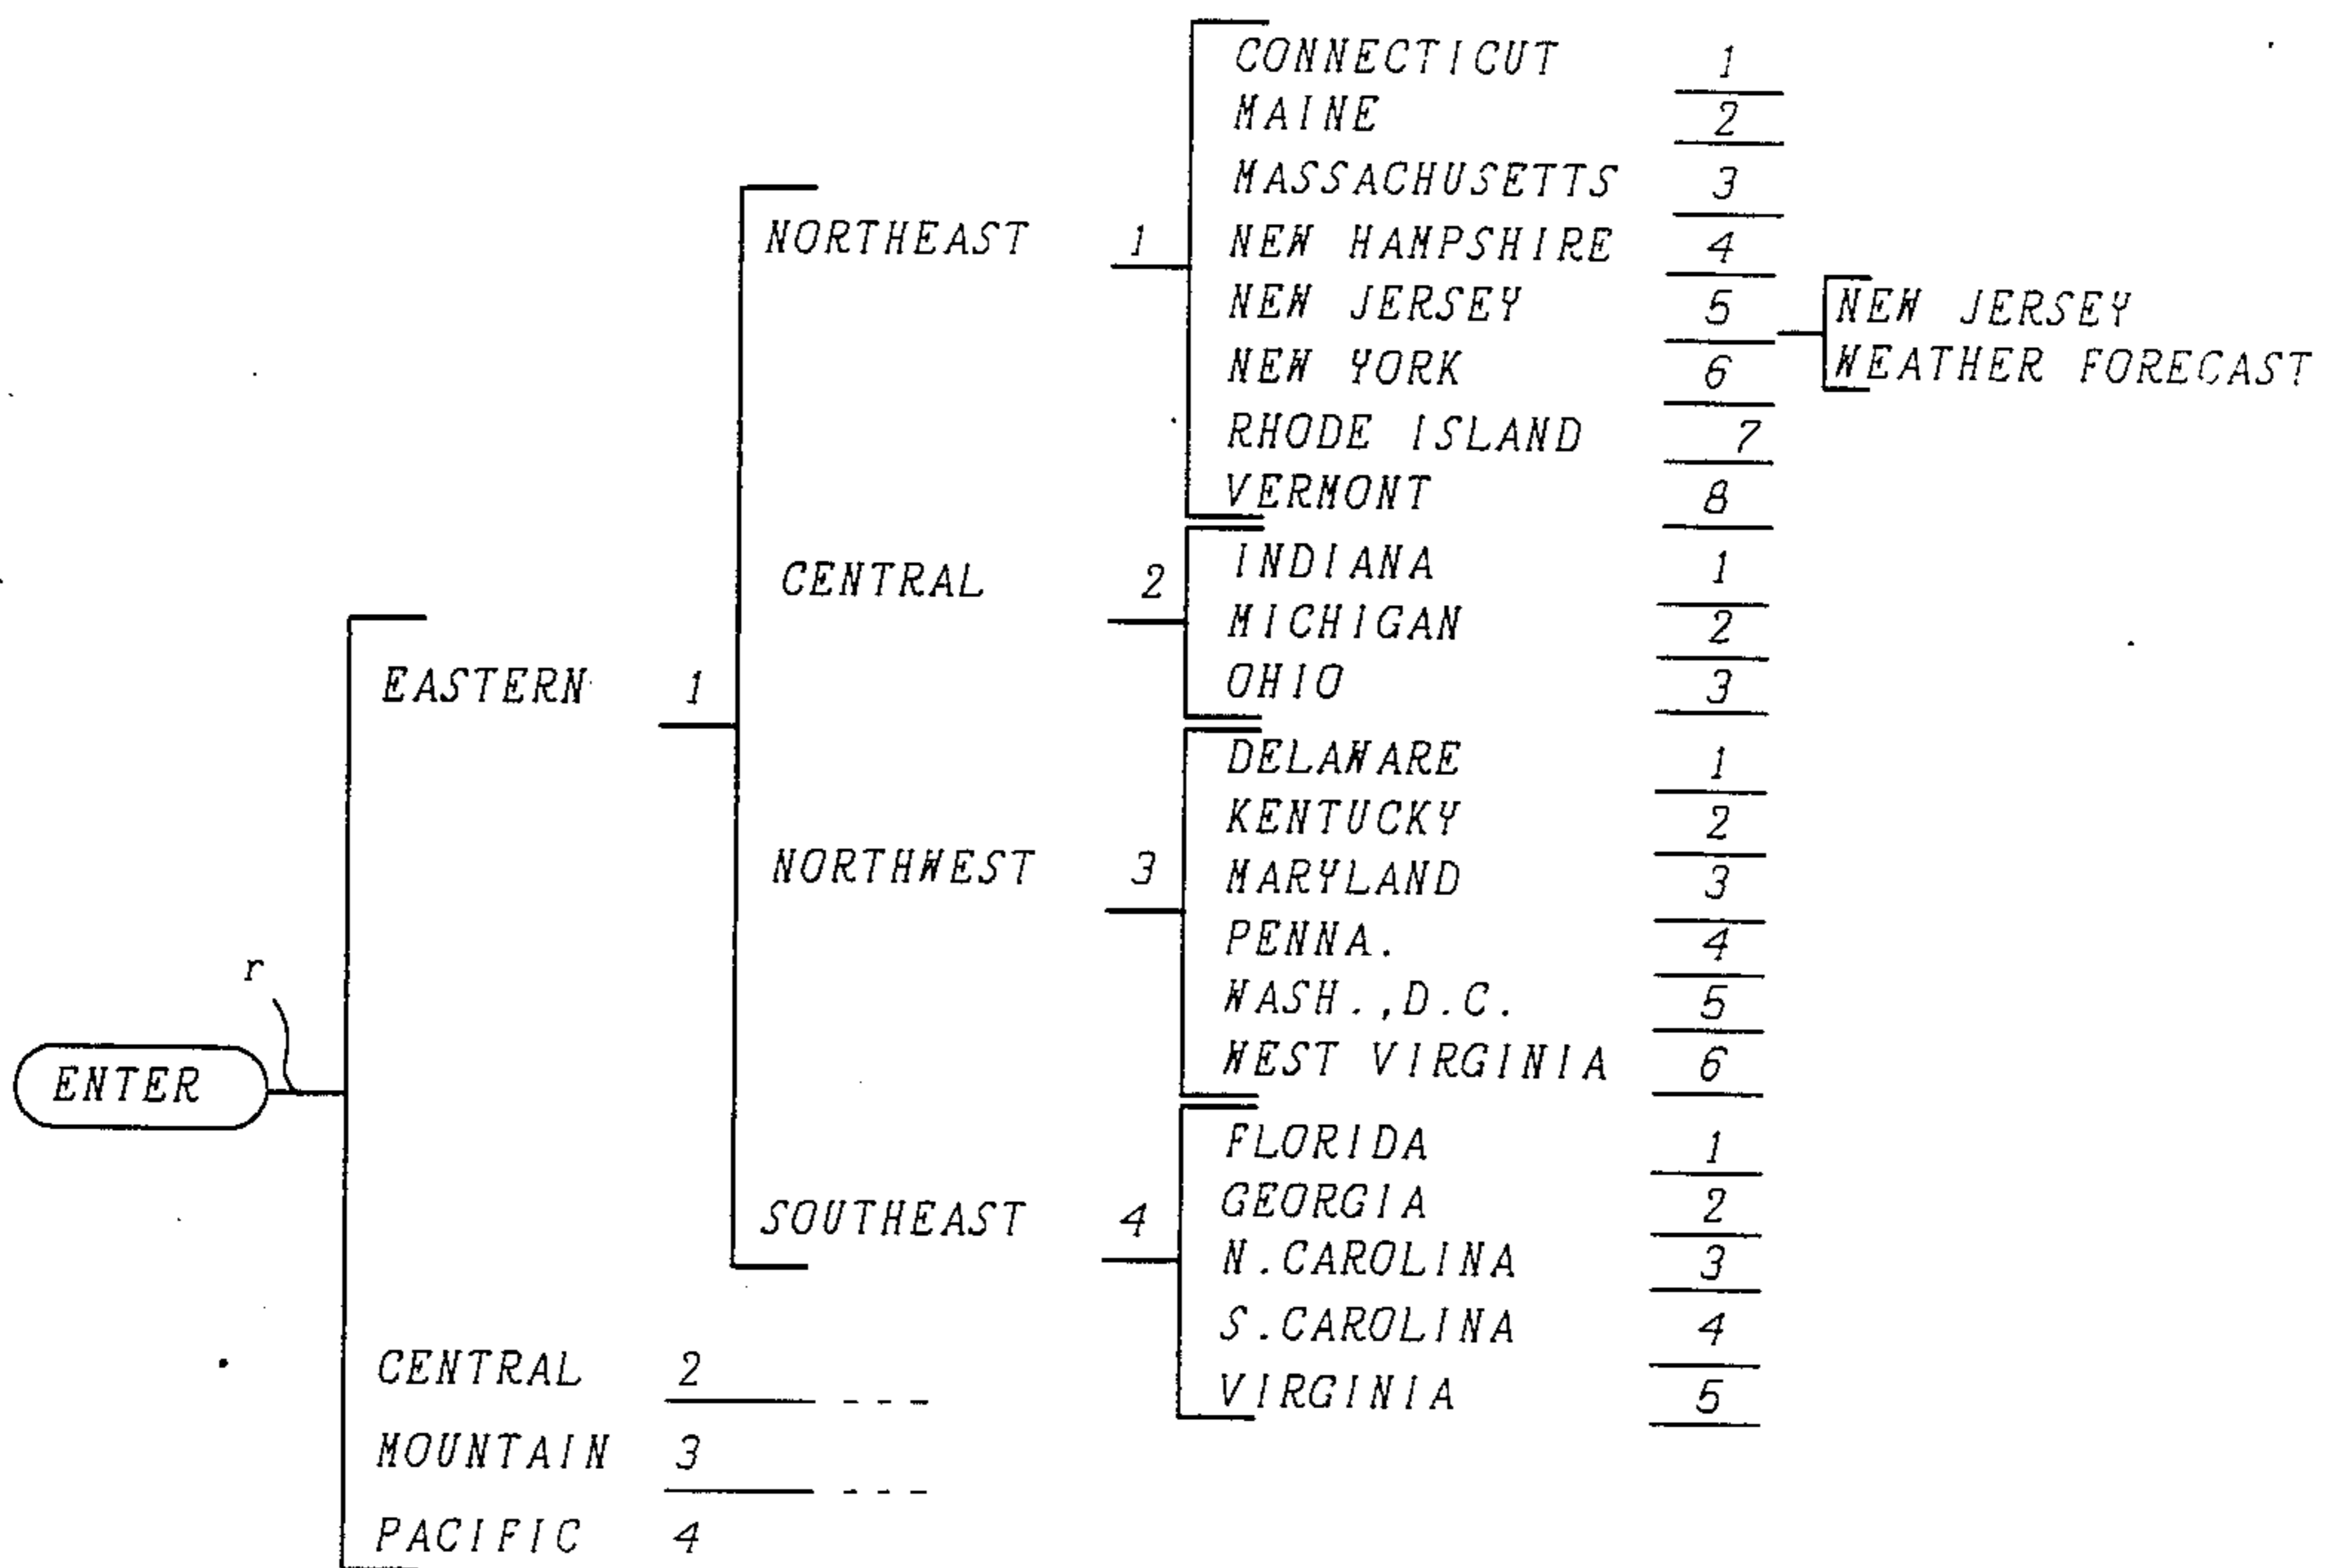 CONNECTICUT 1
MAINE 2
MASSACHUSETTS 3
NORTHEAST 1
NEW HAMPSHIRE 4
NEW JERSEY 5
NEW JERSEY
WEATHER FORECAST
NEW YORK 6
RHODE ISLAND 7
VERMONT 8
CENTRAL 2
INDIANA 1
MICHIGAN 2
OHIO 3
EASTERN 1
DELAWARE 1
KENTUCKY 2
NORTHWEST 3
MARYLAND 3
PENNA. 4
WASH.,D.C. 5
WEST VIRGINIA 6
r
ENTER
FLORIDA 1
GEORGIA 2
SOUTHEAST 4
N.CAROLINA 3
S.CAROLINA 4
VIRGINIA 5
CENTRAL 2
MOUNTAIN 3
PACIFIC 4